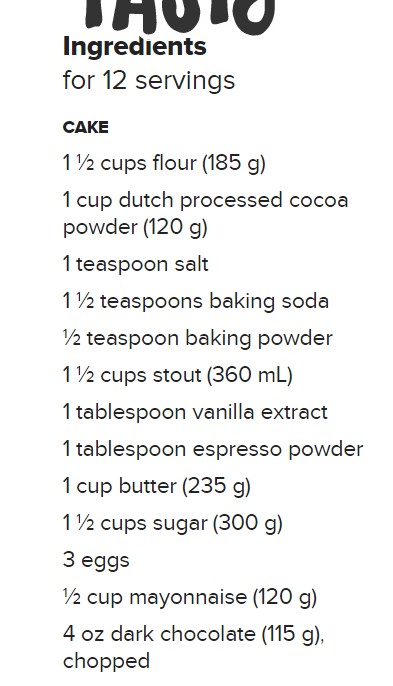 Ingredients
for 12 servings
CAKE
1 ½ cups flour (185 g)
1 cup dutch processed cocoa
powder (120 g)
1 teaspoon salt
1 ½ teaspoons baking soda
½ teaspoon baking powder
1 ½ cups stout (360 mL)
1 tablespoon vanilla extract
1 tablespoon espresso powder
1 cup butter (235 g)
1 ½ cups sugar (300 g)
3 eggs
½ cup mayonnaise (120 g)
4 oz dark chocolate (115 g),
chopped